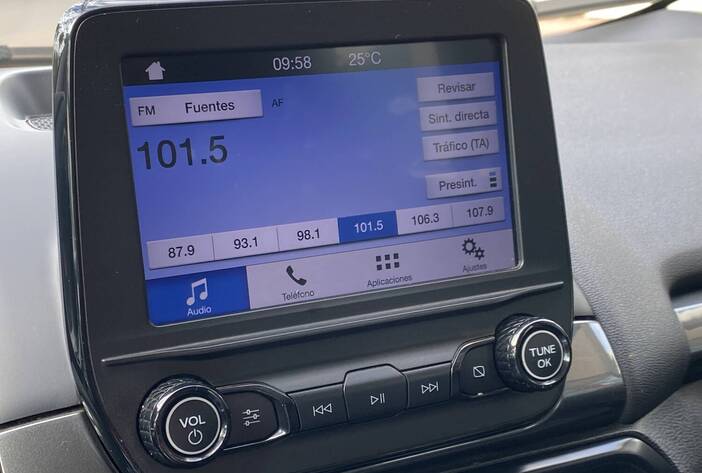 09:58 25°C
FM Fuentes AF
Revisar
101.5
Sint. directa
Tráfico (TA)
Presint.
87.9 93.1 98.1 101.5 106.3 107.9
Audio Teléfono Aplicaciones Ajustes
VOL
TUNE
OK